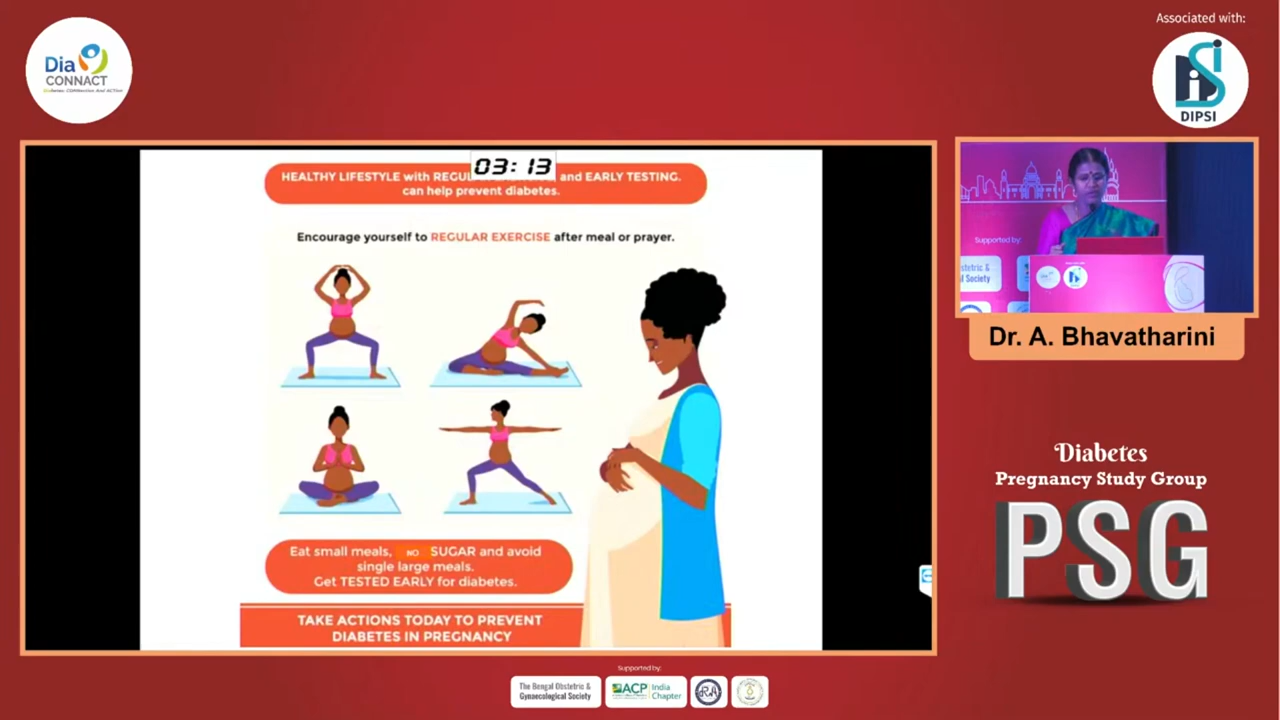 Dia
CONNACT
Associated with:
DIPSI
03:13
HEALTHY LIFESTYLE with and EARLY TESTING.
can help prevent diabetes.
Encourage yourself to REGULAR EXERCISE after meal or prayer.
Eat small meals, NO SUGAR and avoid
single large meals.
Get TESTED EARLY for diabetes.
TAKE ACTIONS TODAY TO PREVENT
DIABETES IN PREGNANCY
Supported by:
Dr. A. Bhavatharini
Diabetes
Pregnancy Study Group
PSG
Supported by:
The Bengal Obstetric &
Gynaecological Society
ACP India
Chapter